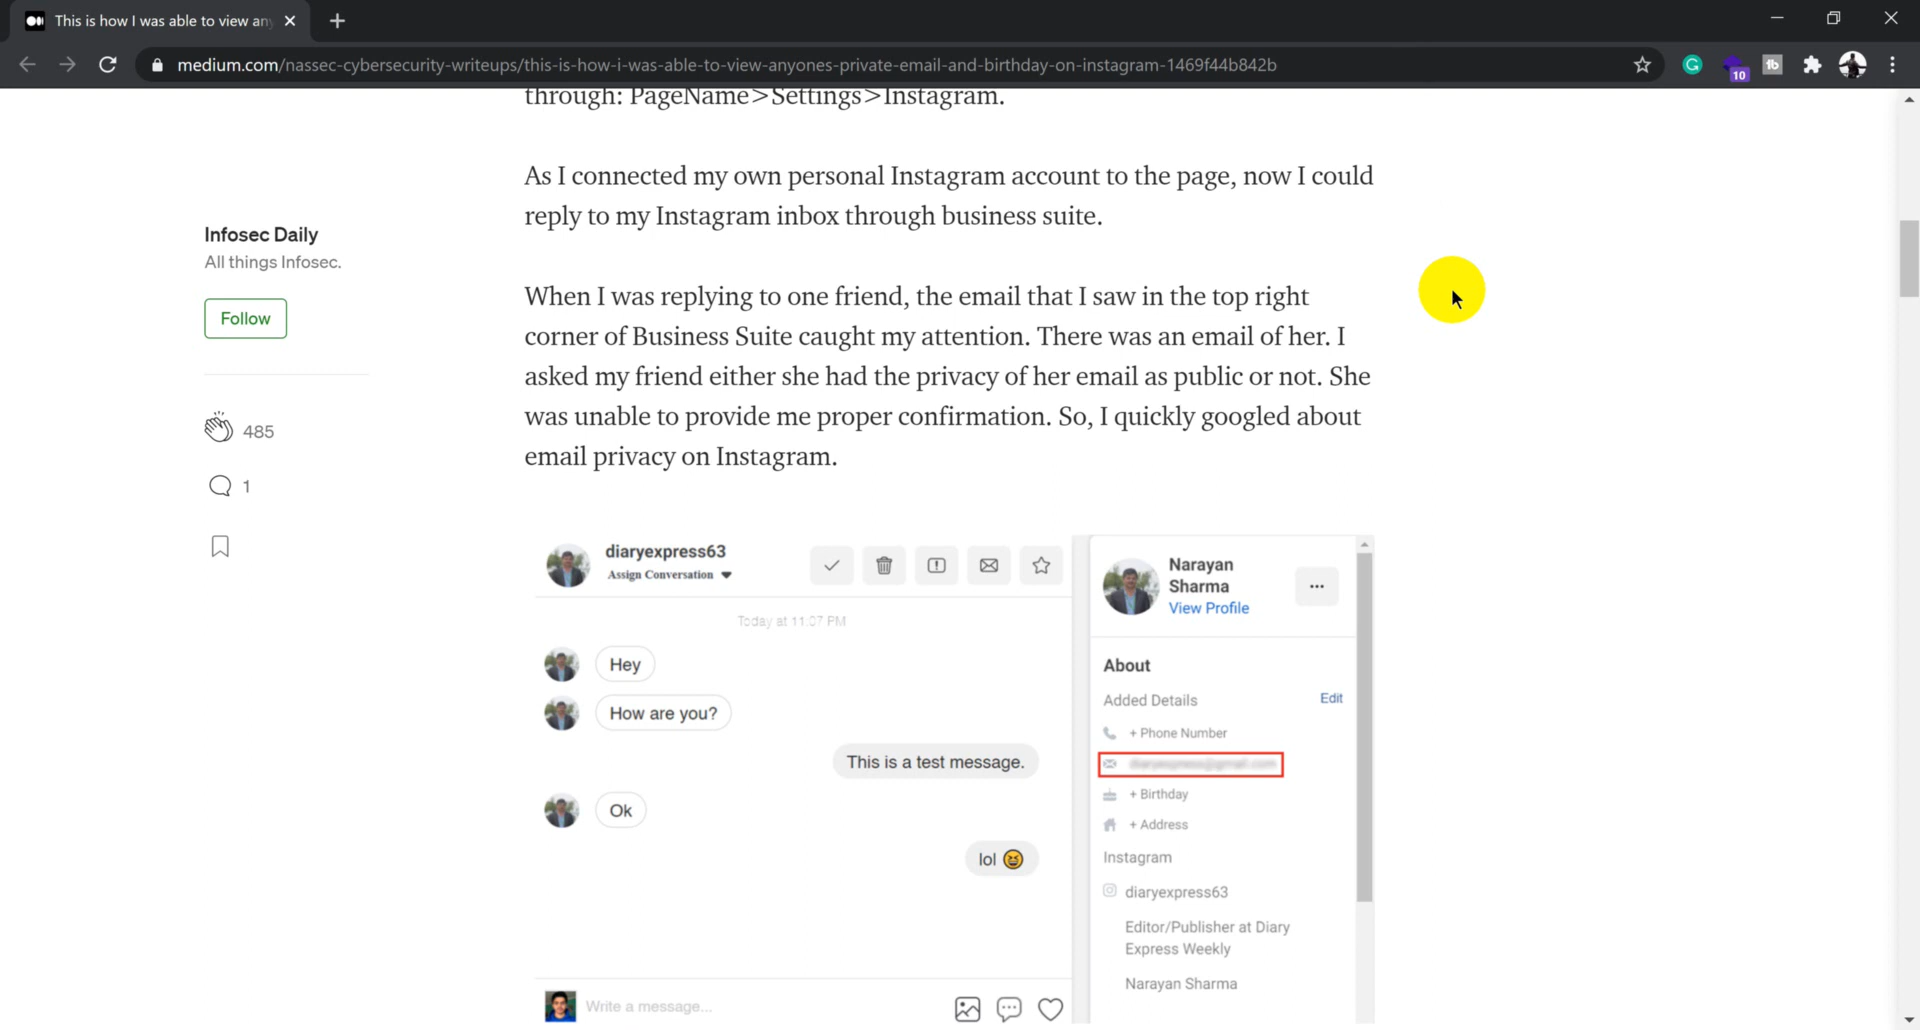 This is how I was able to view any
medium.com/nassec-cybersecurity-writeups/this-is-how-i-was-able-to-view-anyones-private-email-and-birthday-on-instagram-1469f44b842b
10
through: PageName>Settings>Instagram.
As I connected my own personal Instagram account to the page, now I could
reply to my Instagram inbox through business suite.
Infosec Daily
All things Infosec.
Follow
485
1
When I was replying to one friend, the email that I saw in the top right
corner of Business Suite caught my attention. There was an email of her. I
asked my friend either she had the privacy of her email as public or not. She
was unable to provide me proper confirmation. So, I quickly googled about
email privacy on Instagram.
diaryexpress63
Assign Conversation
Today at 11:07 PM
Hey
How are you?
This is a test message.
Ok
lol 😆
Write a message...
Narayan
Sharma
View Profile
About
Added Details
Edit
+ Phone Number
+ Birthday
+ Address
Instagram
diaryexpress63
Editor/Publisher at Diary
Express Weekly
Narayan Sharma